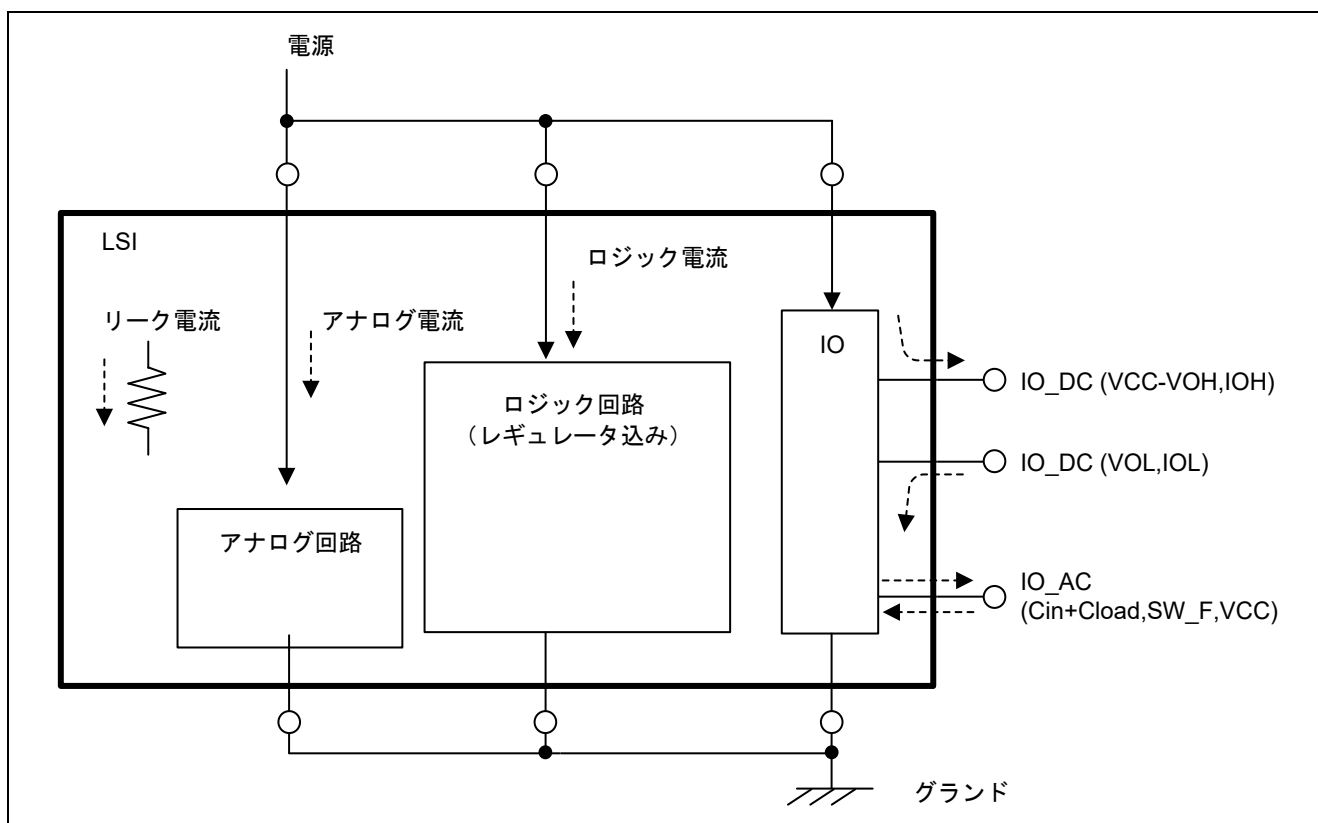 電源
LSI
ロジック電流
リーク電流
アナログ電流
IO
IO_DC (VCC-VOH,IOH)
ロジック回路
（レギュレータ込み）
IO_DC (VOL,IOL)
アナログ回路
IO_AC
(Cin+Cload,SW_F,VCC)
グランド